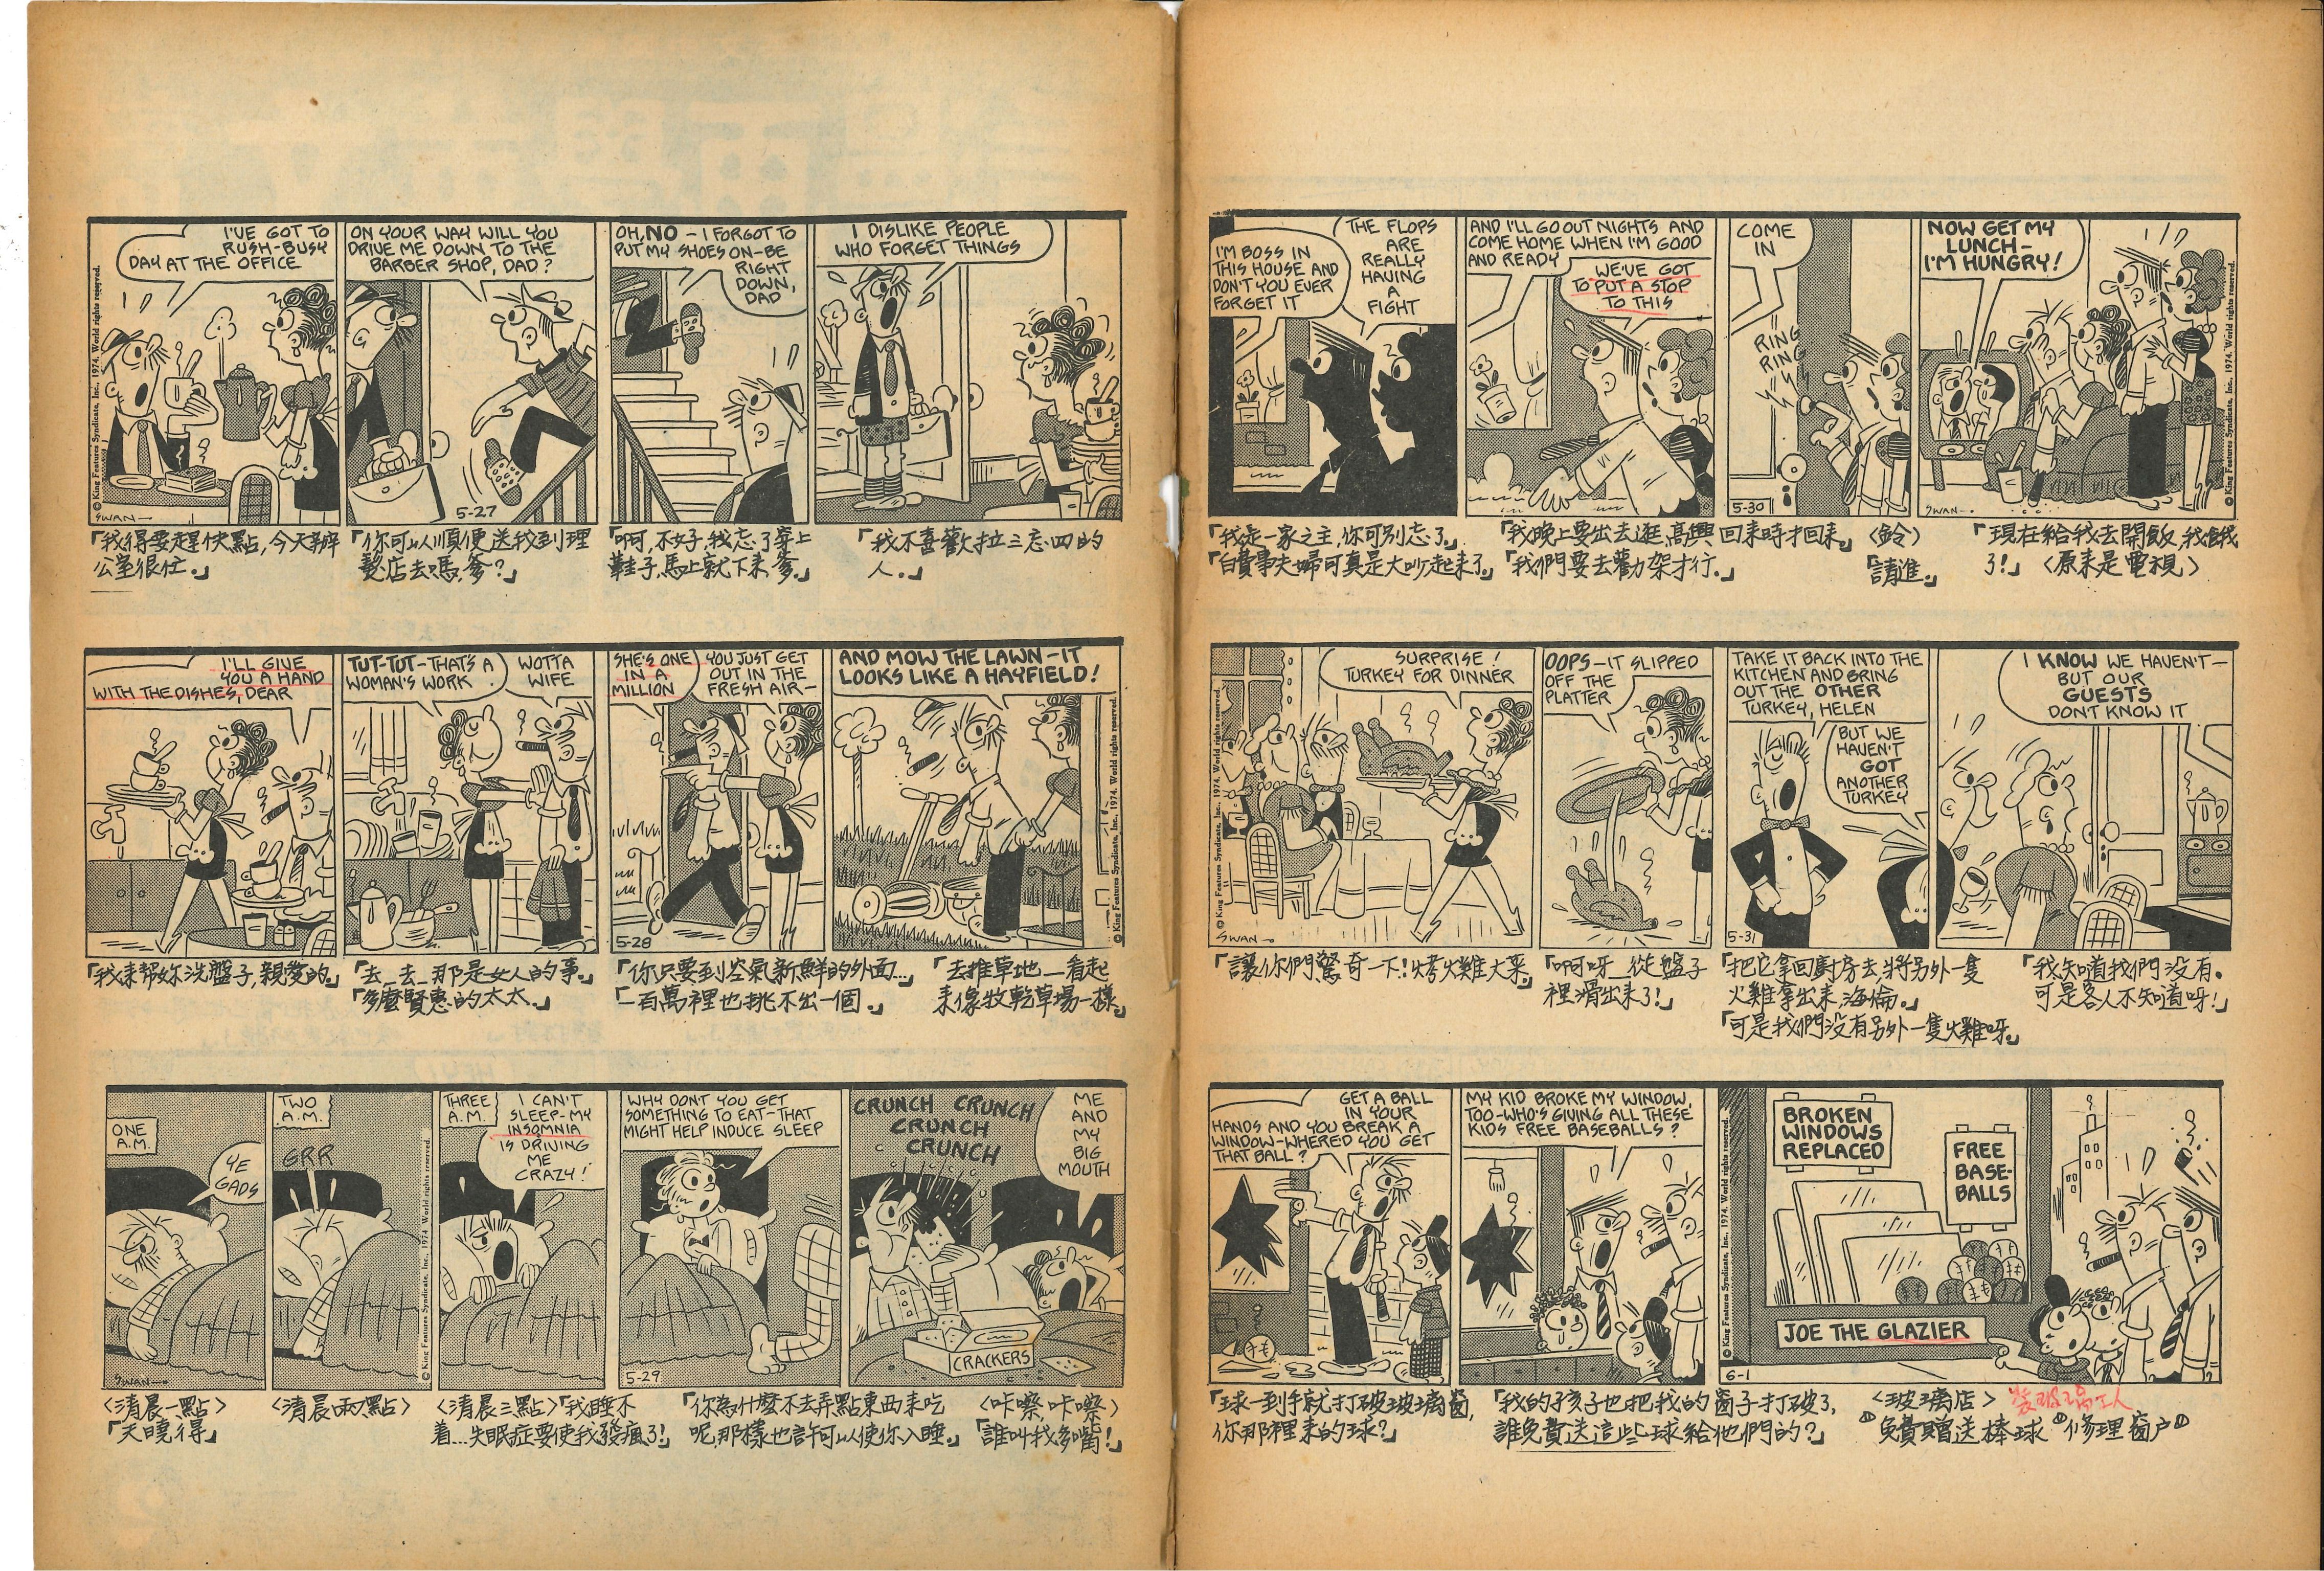 I'VE GOT TO
RUSH-BUSY
DAY AT THE OFFICE
ON YOUR WAY WILL YOU
DRIVE ME DOWN TO THE
BARBER SHOP, DAD?
OH, NO - I FORGOT TO
PUT MY SHOES ON-BE
RIGHT
DOWN,
DAD
I DISLIKE PEOPLE
WHO FORGET THINGS
© King Features Syndicate, Inc., 1974. World rights reserved.
SWAN
5-27
「我得要趕快點,今天辦
公室很忙。」
「你可以順便送我到理
髮店去嗎,爹?」
「啊,不好,我忘了穿上
鞋子,馬上就下来,爹。」
「我不喜歡拉三忘四的
人。」
I'LL GIVE
YOU A HAND
WITH THE DISHES, DEAR
TUT-TUT-THAT'S A
WOMAN'S WORK
WOTTA
WIFE
SHE'S ONE
IN A
MILLION
YOU JUST GET
OUT IN THE
FRESH AIR-
AND MOW THE LAWN-IT
LOOKS LIKE A HAYFIELD!
5-28
© King Features Syndicate, Inc., 1974. World rights reserved.
「我来幫妳洗盤子,親愛的」
「去_去_那是女人的事。」
「多麼賢惠的太太.」
「你只要到空氣新鮮的外面...
「一百萬裡也挑不出一個。」
「去推草地__看起
来像牧乾草場一樣」
ONE
A.M.
YE
GADS
TWO
A.M.
GRR
THREE
A.M.
I CAN'T
SLEEP-MY
INSOMNIA
IS DRIVING
ME
CRAZY!
WHY DON'T YOU GET
SOMETHING TO EAT-THAT
MIGHT HELP INDUCE SLEEP
CRUNCH CRUNCH
CRUNCH
CRUNCH
ME
AND
MY
BIG
MOUTH
CRACKERS
SWAN
© King Features Syndicate, Inc., 1974 World rights reserved.
5-29
〈清晨一點〉
「天曉得」
〈清晨兩點〉
〈清晨三點〉「我睡不
着...失眠症要使我發瘋了!」
「你為什麼不去弄點東西来吃
呢,那樣也許可以使你入睡。」
〈咔嚓,咔嚓〉
「誰叫我多嘴!」
I'M BOSS IN
THIS HOUSE AND
DON'T YOU EVER
FORGET IT
THE FLOPS
ARE
REALLY
HAVING
A
FIGHT
AND I'LL GO OUT NIGHTS AND
COME HOME WHEN I'M GOOD
AND READY
WE'VE GOT
TO PUT A STOP
TO THIS
COME
IN
RING
RING
NOW GET MY
LUNCH-
I'M HUNGRY!
5-30
SWAN
© King Features Syndicate, Inc., 1974. World rights reserved.
「我是一家之主,你可別忘了。」
「白費事夫婦可真是大吵起来了。」
「我晚上要出去逛,高興回来時才回来」
「我們要去勸架才行.」
〈鈴〉
「請進。」
「現在給我去開飯,我餓
了!」〈原来是電視〉
SURPRISE!
TURKEY FOR DINNER
OOPS-IT SLIPPED
OFF THE
PLATTER
TAKE IT BACK INTO THE
KITCHEN AND BRING
OUT THE OTHER
TURKEY, HELEN
BUT WE
HAVEN'T
GOT
ANOTHER
TURKEY
I KNOW WE HAVEN'T-
BUT OUR
GUESTS
DON'T KNOW IT
© King Features Syndicate, Inc., 1974. World rights reserved.
SWAN
5-31
「讓你們驚奇一下!烤火雞大菜」
「啊呀__從盤子
裡滑出来了!」
「把它拿回廚房去,將另外一隻
火雞拿出来,海倫。」
「可是我們没有另外一隻火雞呀。」
「我知道我們没有。
可是客人不知道呀!」
GET A BALL
IN YOUR
HANDS AND YOU BREAK A
WINDOW-WHERED YOU GET
THAT BALL?
MY KID BROKE MY WINDOW,
TOO-WHO'S GIVING ALL THESE
KIDS FREE BASEBALLS?
BROKEN
WINDOWS
REPLACED
FREE
BASE-
BALLS
JOE THE GLAZIER
© King Features Syndicate, Inc., 1974. World rights reserved.
6-1
「球一到手就打破玻璃窗,
你那裡来的球?」
「我的孩子也把我的窗子打破了,
誰免費送這些球給他們的?」
〈玻璃店〉
"免費贈送棒球""修理窗户"